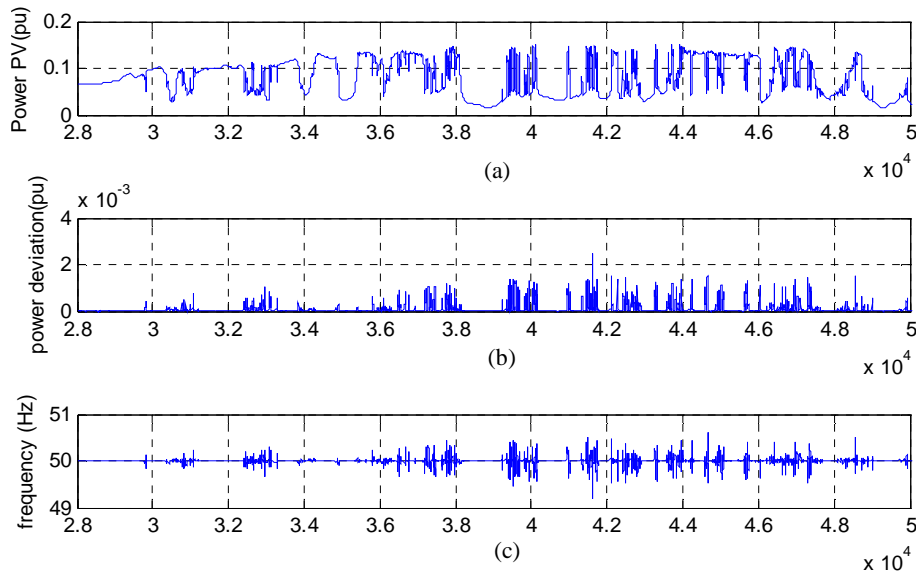 Power PV(pu)
0.2
0.1
0
2.8 3 3.2 3.4 3.6 3.8 4 4.2 4.4 4.6 4.8 5
x 10^4
(a)
x 10^-3
power deviation(pu)
4
2
0
2.8 3 3.2 3.4 3.6 3.8 4 4.2 4.4 4.6 4.8 5
x 10^4
(b)
frequency (Hz)
51
50
49
2.8 3 3.2 3.4 3.6 3.8 4 4.2 4.4 4.6 4.8 5
x 10^4
(c)